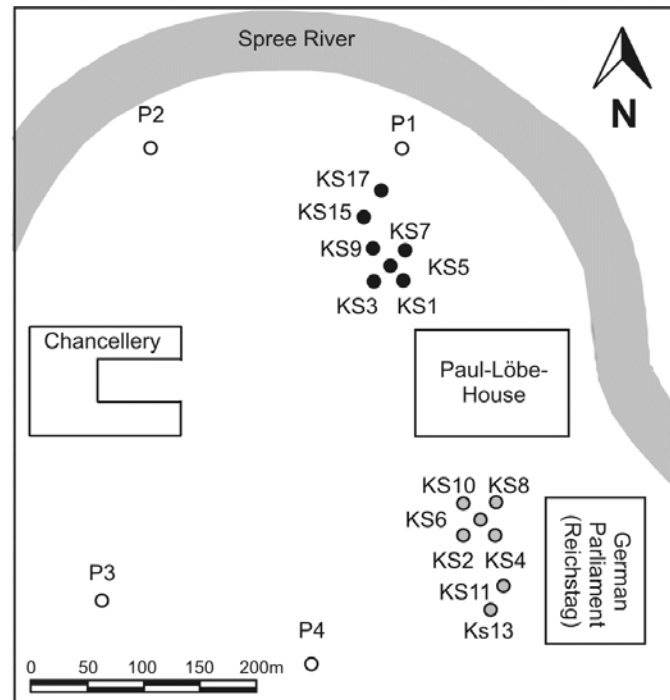 Spree River
N
P2
P1
KS17
KS15
KS9
KS7
KS5
KS3
KS1
Chancellery
Paul-Löbe-
House
KS10
KS8
KS6
KS2
KS4
KS11
Ks13
German
Parliament
(Reichstag)
P3
P4
0 50 100 150 200m